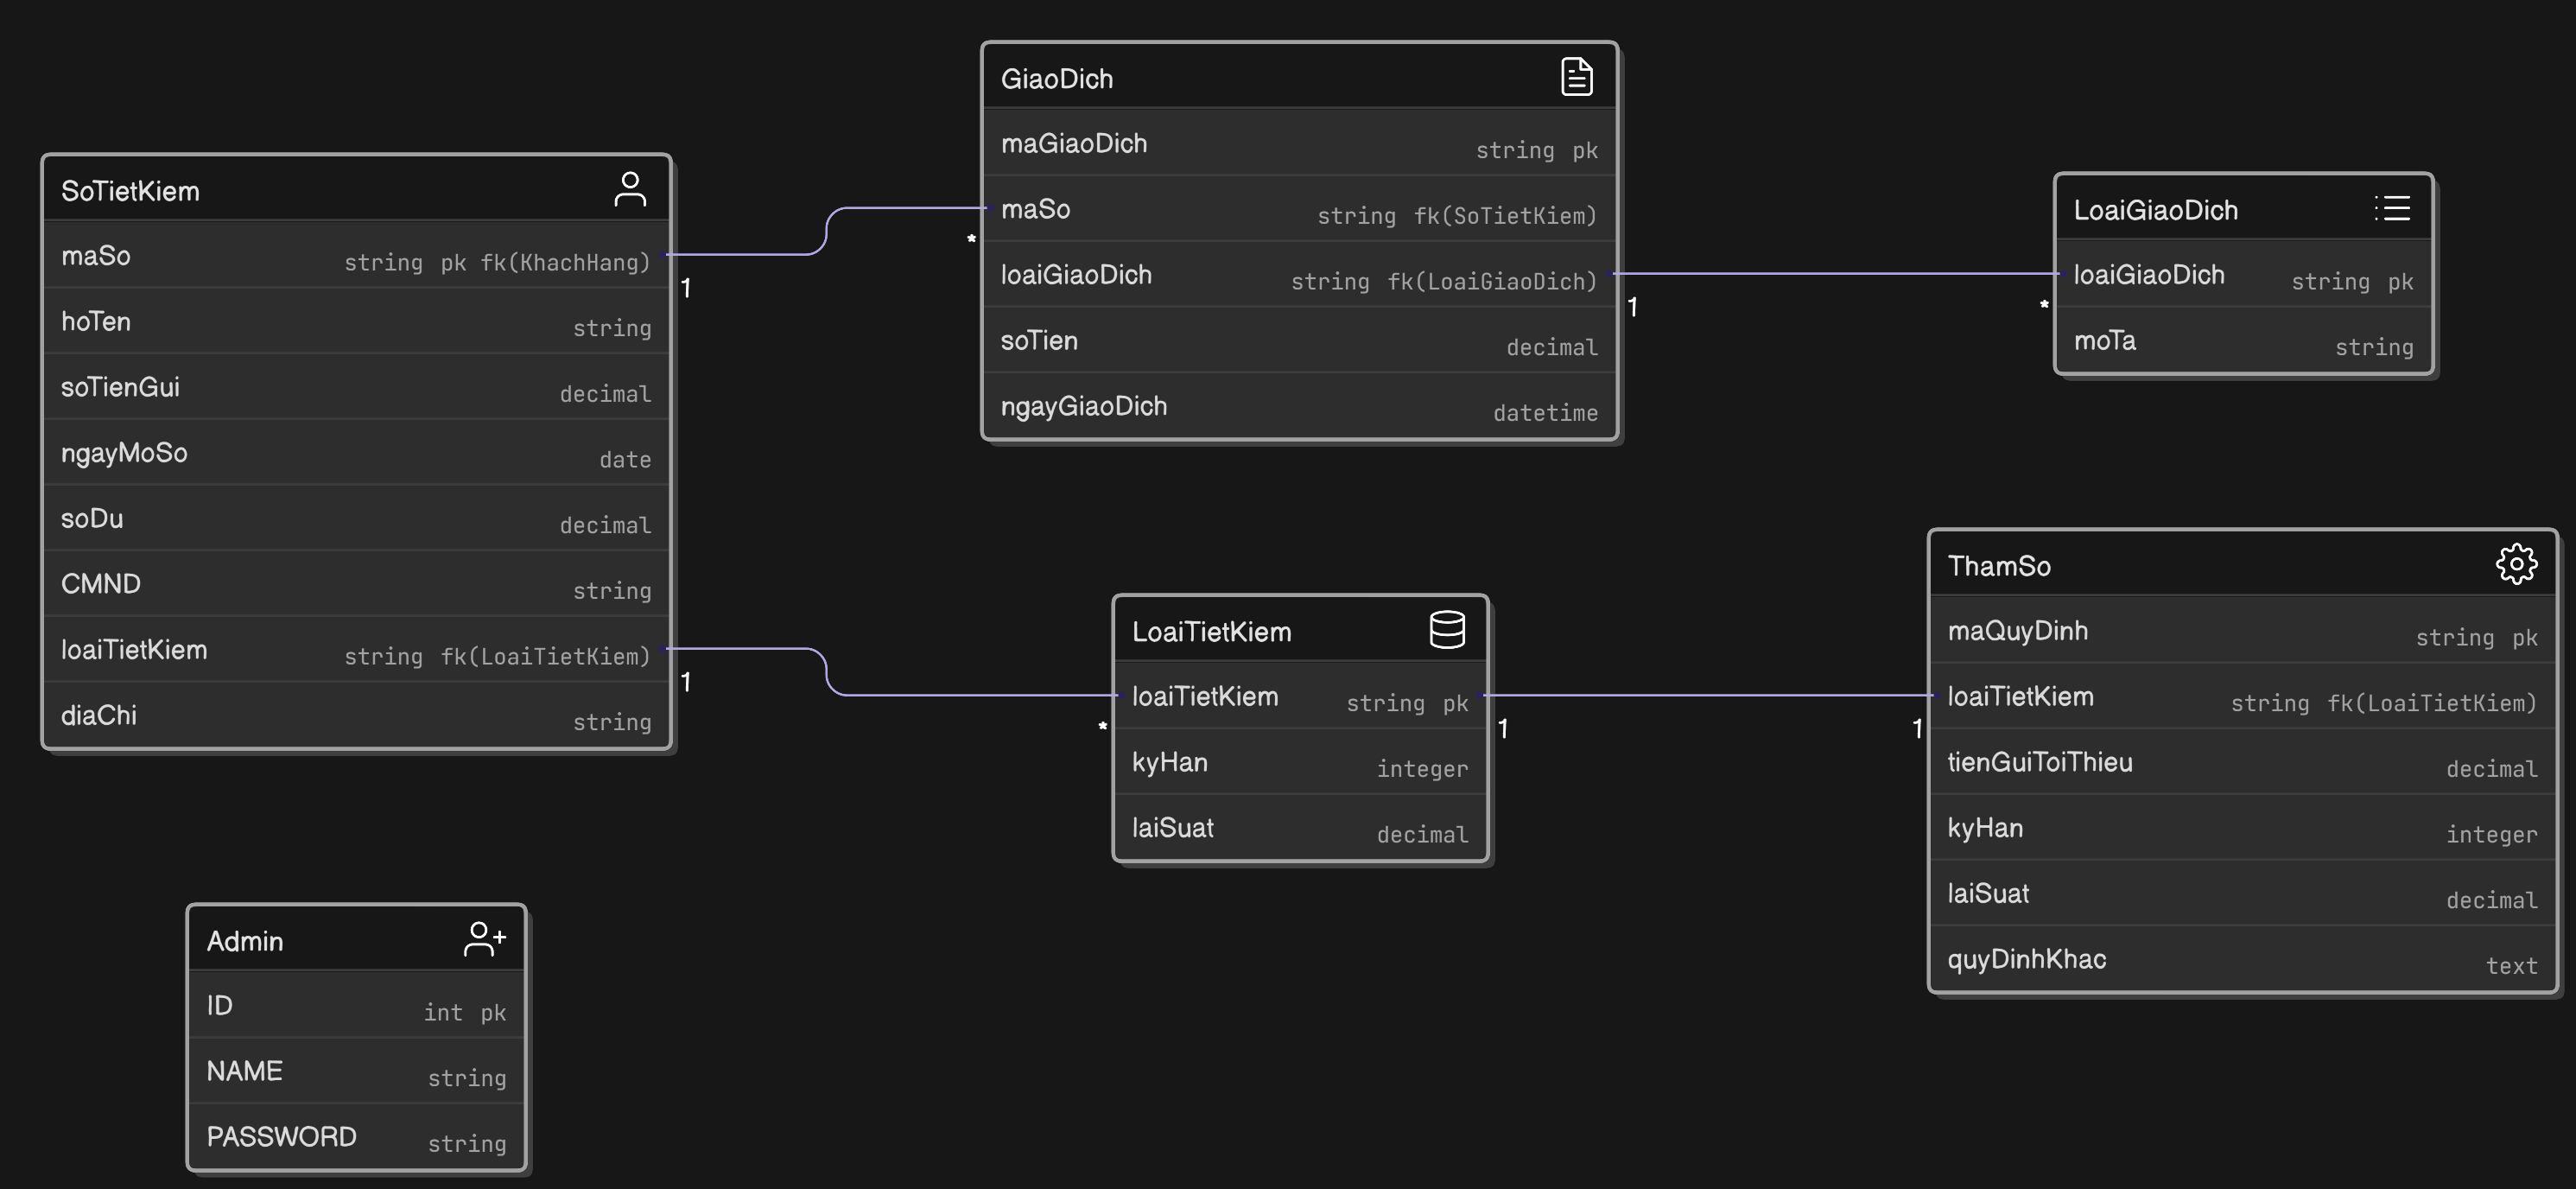 SoTietKiem
maSo string pk fk(KhachHang)
hoTen string
soTienGui decimal
ngayMoSo date
soDu decimal
CMND string
loaiTietKiem string fk(LoaiTietKiem)
diaChi string
1
1
GiaoDich
maGiaoDich string pk
maSo string fk(SoTietKiem)
loaiGiaoDich string fk(LoaiGiaoDich)
soTien decimal
ngayGiaoDich datetime
*
1
LoaiGiaoDich
loaiGiaoDich string pk
moTa string
*
LoaiTietKiem
loaiTietKiem string pk
kyHan integer
laiSuat decimal
*
1
ThamSo
maQuyDinh string pk
loaiTietKiem string fk(LoaiTietKiem)
tienGuiToiThieu decimal
kyHan integer
laiSuat decimal
quyDinhKhac text
1
Admin
ID int pk
NAME string
PASSWORD string